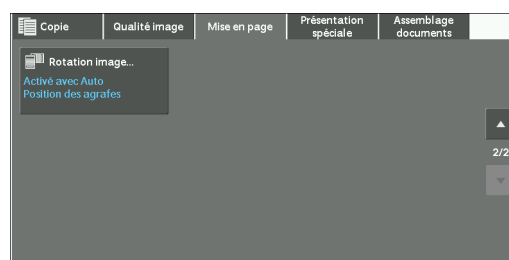 Copie
Qualité image
Mise en page
Présentation
spéciale
Assemblage
documents
Rotation image...
Activé avec Auto
Position des agrafes
2/2